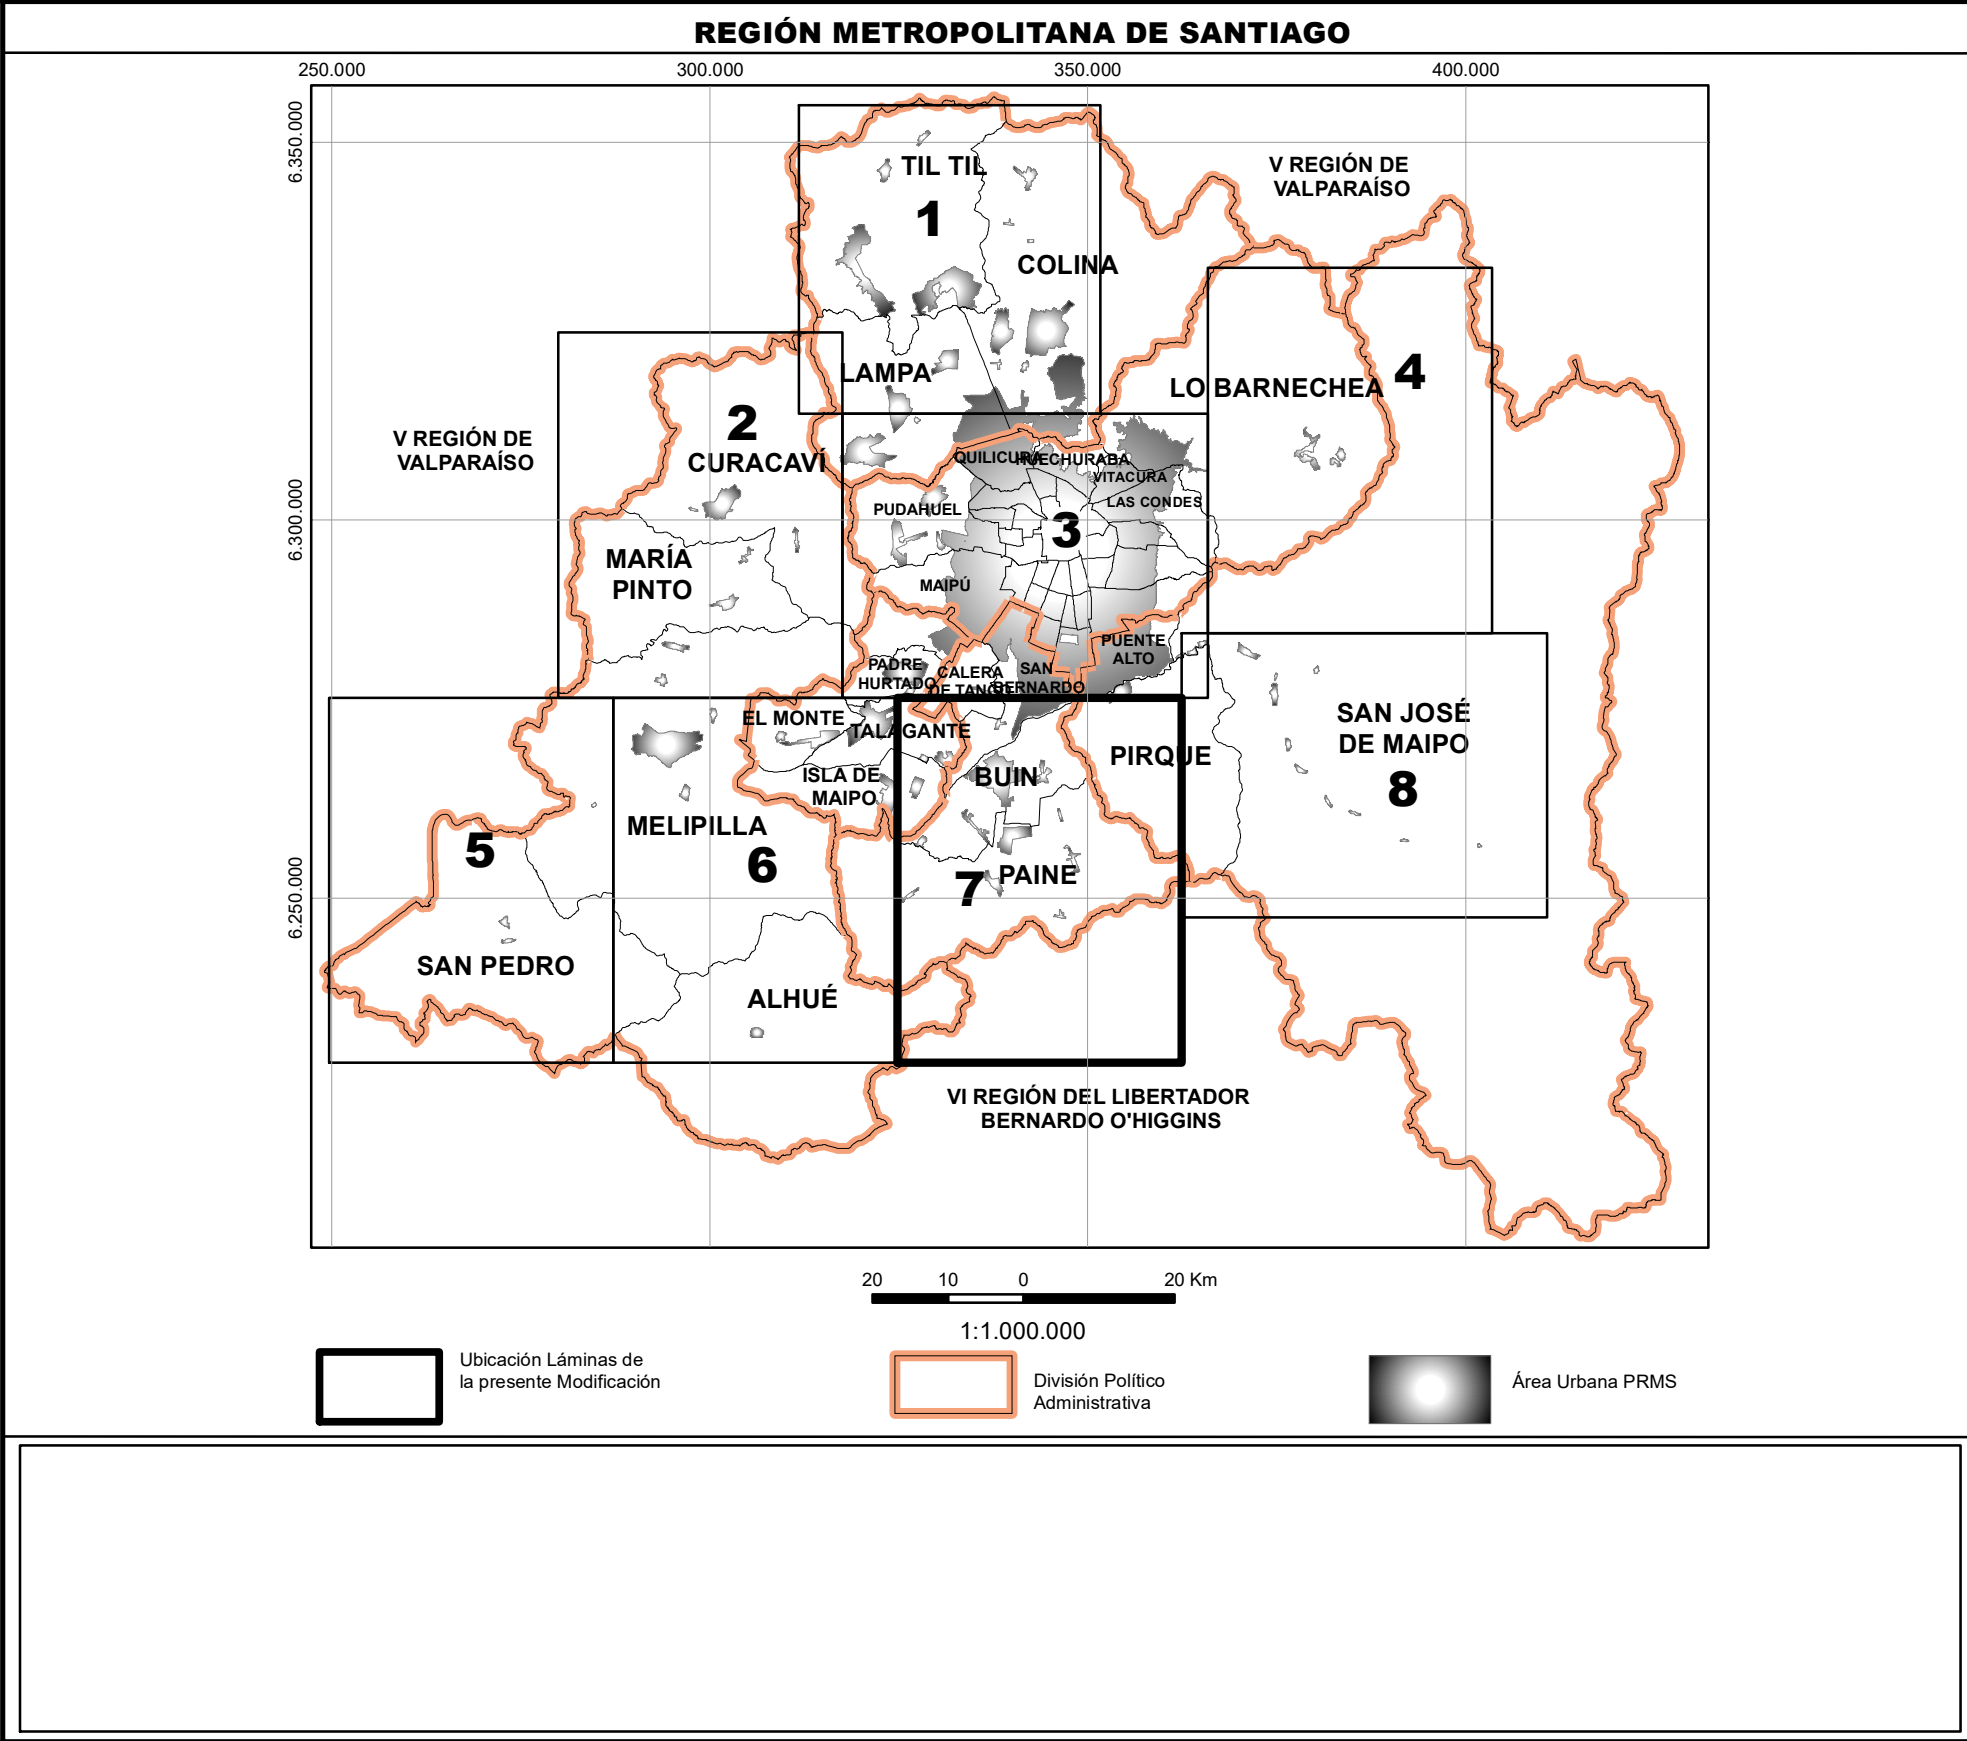 REGIÓN METROPOLITANA DE SANTIAGO
250.000
300.000
350.000
400.000
6.350.000
6.300.000
6.250.000
V REGIÓN DE
VALPARAÍSO
TIL TIL
1
COLINA
LAMPA
LO BARNECHEA
4
2
CURACAVÍ
V REGIÓN DE
VALPARAÍSO
QUILICURA
HUECHURABA
VITACURA
LAS CONDES
PUDAHUEL
3
MARÍA
PINTO
MAIPÚ
PUENTE
ALTO
PADRE
HURTADO
CALERA
DE TANGO
SAN
BERNARDO
EL MONTE
TALAGANTE
SAN JOSÉ
DE MAIPO
8
PIRQUE
ISLA DE
MAIPO
BUIN
MELIPILLA
6
5
7
PAINE
SAN PEDRO
ALHUÉ
VI REGIÓN DEL LIBERTADOR
BERNARDO O'HIGGINS
20
10
0
20 Km
1:1.000.000
Ubicación Láminas de
la presente Modificación
División Político
Administrativa
Área Urbana PRMS